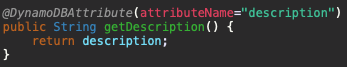 @DynamoDBAttribute(attributeName="description")
public String getDescription() {
    return description;
}